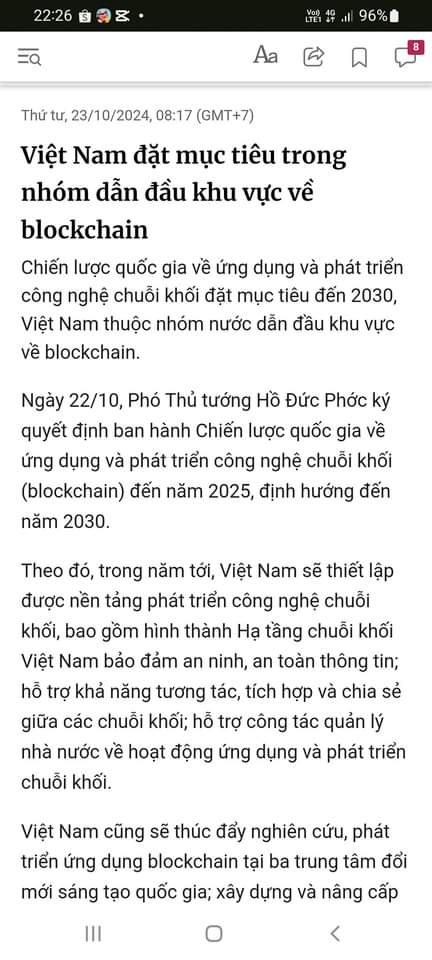 22:26
Vo)) LTE1 4G 96%
Aa 8
Thứ tư, 23/10/2024, 08:17 (GMT+7)
Việt Nam đặt mục tiêu trong
nhóm dẫn đầu khu vực về
blockchain
Chiến lược quốc gia về ứng dụng và phát triển
công nghệ chuỗi khối đặt mục tiêu đến 2030,
Việt Nam thuộc nhóm nước dẫn đầu khu vực
về blockchain.
Ngày 22/10, Phó Thủ tướng Hồ Đức Phớc ký
quyết định ban hành Chiến lược quốc gia về
ứng dụng và phát triển công nghệ chuỗi khối
(blockchain) đến năm 2025, định hướng đến
năm 2030.
Theo đó, trong năm tới, Việt Nam sẽ thiết lập
được nền tảng phát triển công nghệ chuỗi
khối, bao gồm hình thành Hạ tầng chuỗi khối
Việt Nam bảo đảm an ninh, an toàn thông tin;
hỗ trợ khả năng tương tác, tích hợp và chia sẻ
giữa các chuỗi khối; hỗ trợ công tác quản lý
nhà nước về hoạt động ứng dụng và phát triển
chuỗi khối.
Việt Nam cũng sẽ thúc đẩy nghiên cứu, phát
triển ứng dụng blockchain tại ba trung tâm đổi
mới sáng tạo quốc gia; xây dựng và nâng cấp